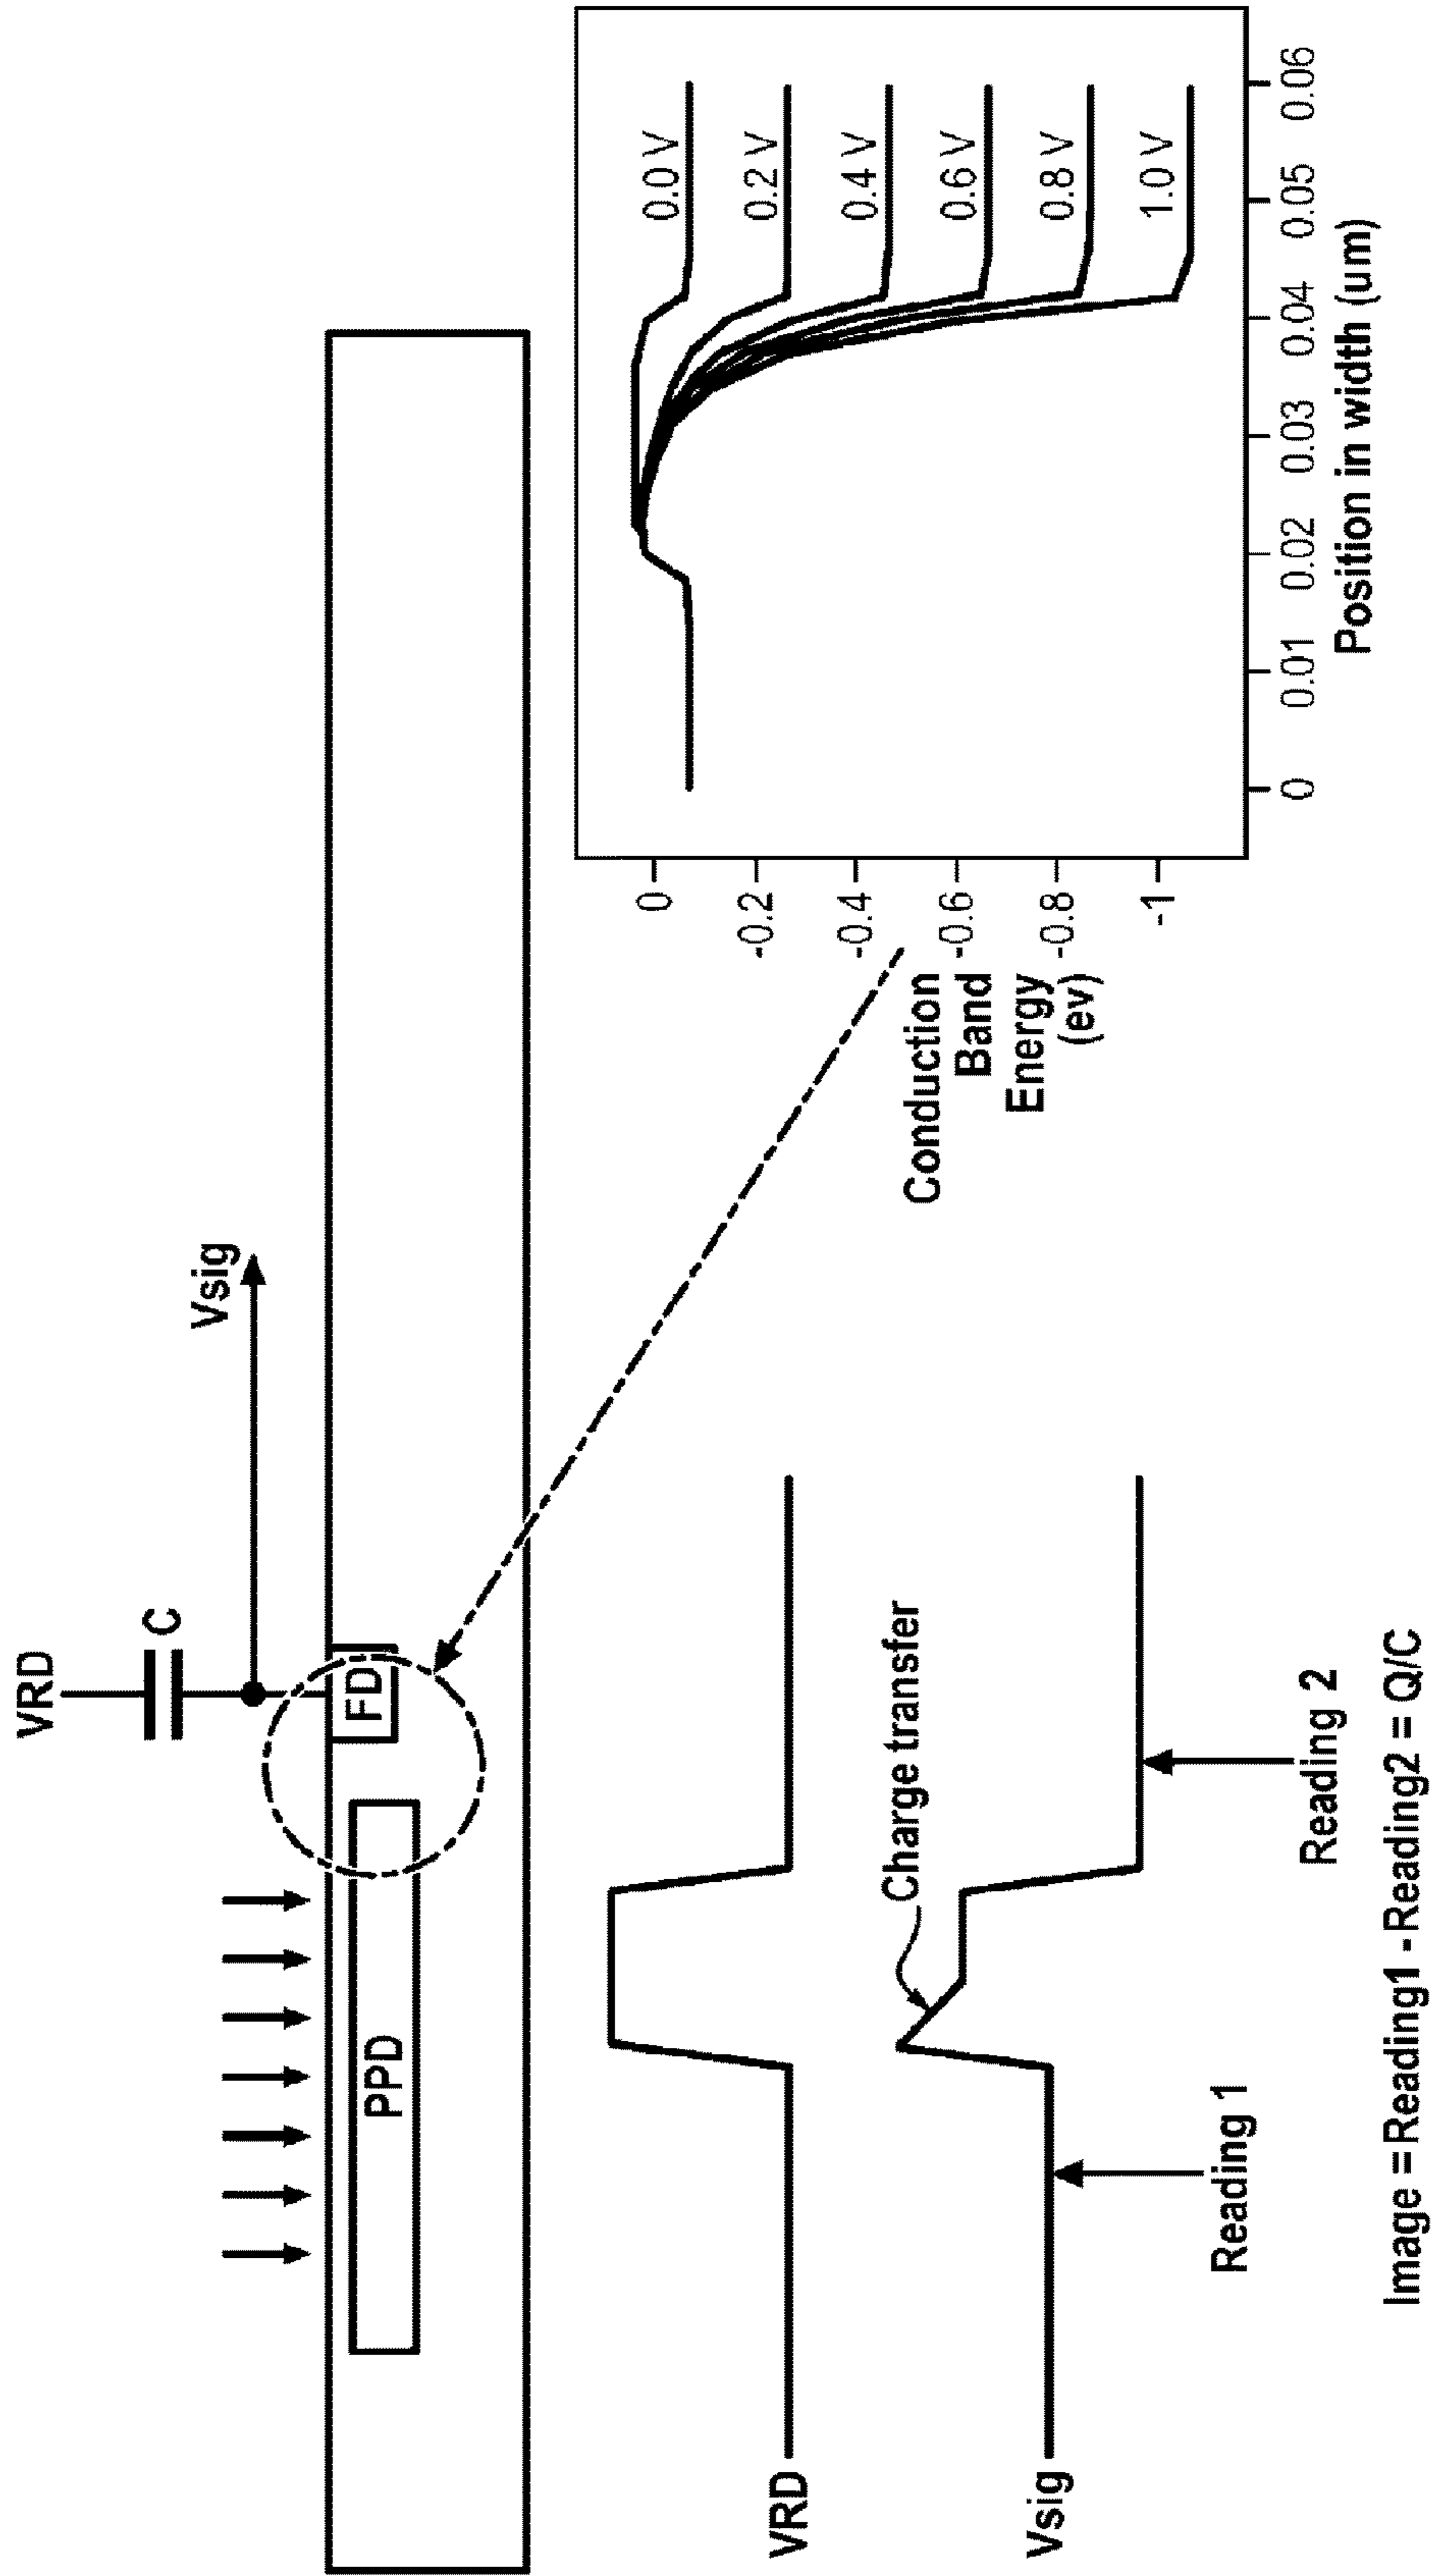 VRD
C
Vsig
PPD
FD
VRD
Vsig
Charge transfer
Reading 1
Reading 2
Image = Reading1 - Reading2 = Q/C
Conduction
Band
Energy
(ev)
0
-0.2
-0.4
-0.6
-0.8
-1
0.0 V
0.2 V
0.4 V
0.6 V
0.8 V
1.0 V
0 0.01 0.02 0.03 0.04 0.05 0.06
Position in width (um)